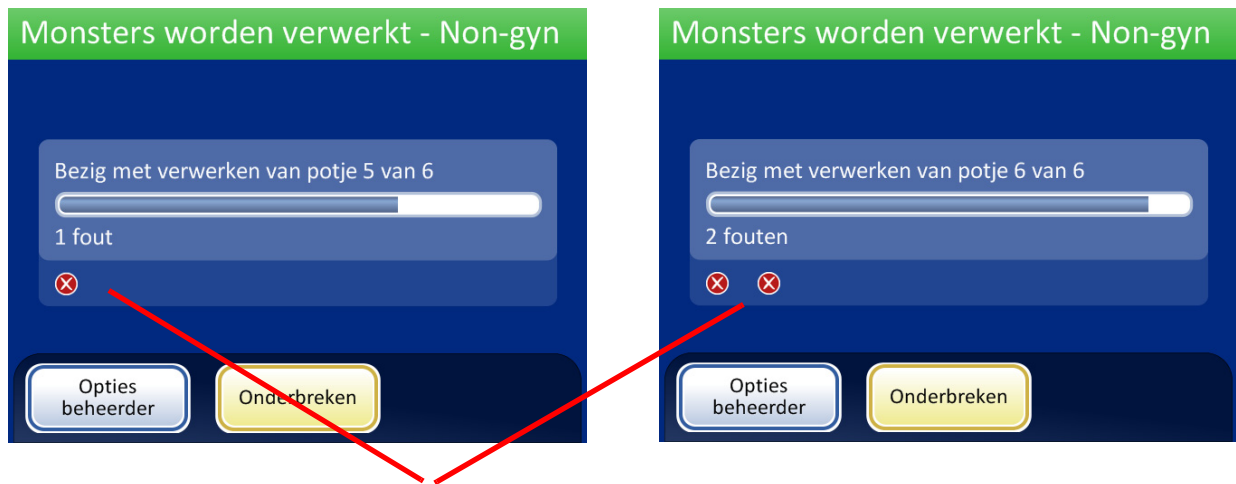 Monsters worden verwerkt - Non-gyn
Bezig met verwerken van potje 5 van 6
1 fout
Opties
beheerder
Onderbreken
Monsters worden verwerkt - Non-gyn
Bezig met verwerken van potje 6 van 6
2 fouten
Opties
beheerder
Onderbreken